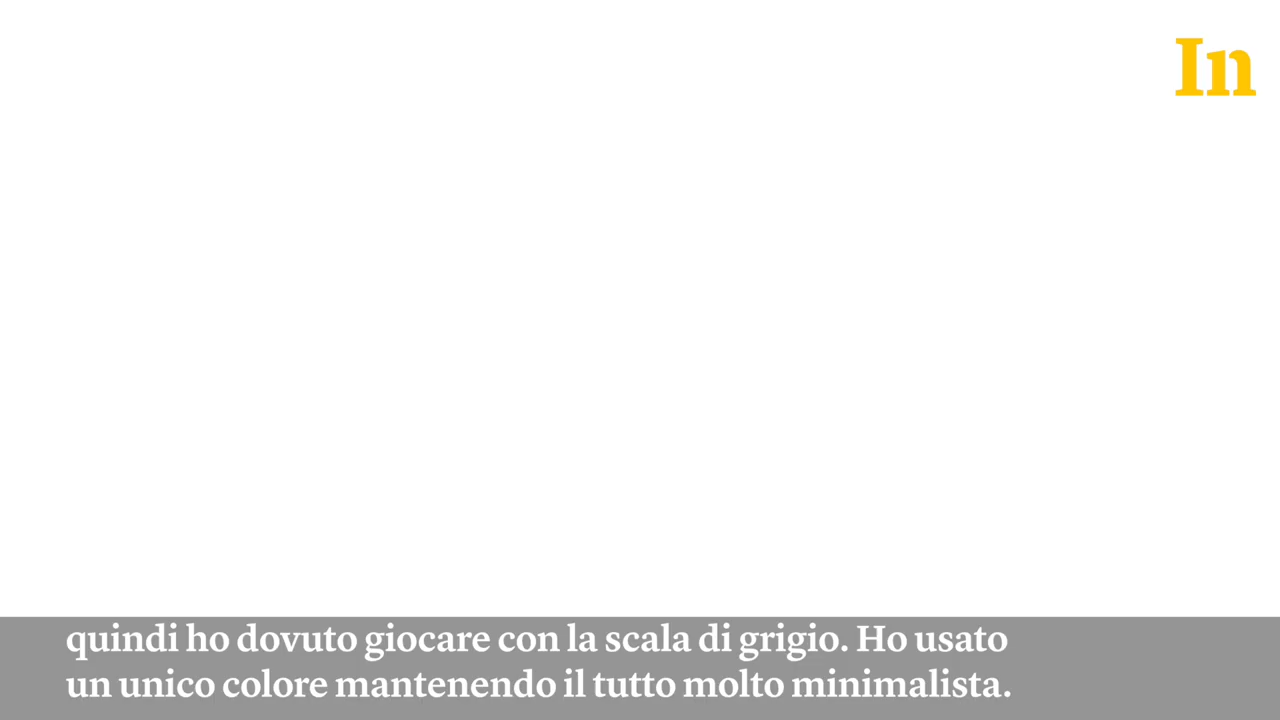 In
quindi ho dovuto giocare con la scala di grigio. Ho usato
un unico colore mantenendo il tutto molto minimalista.